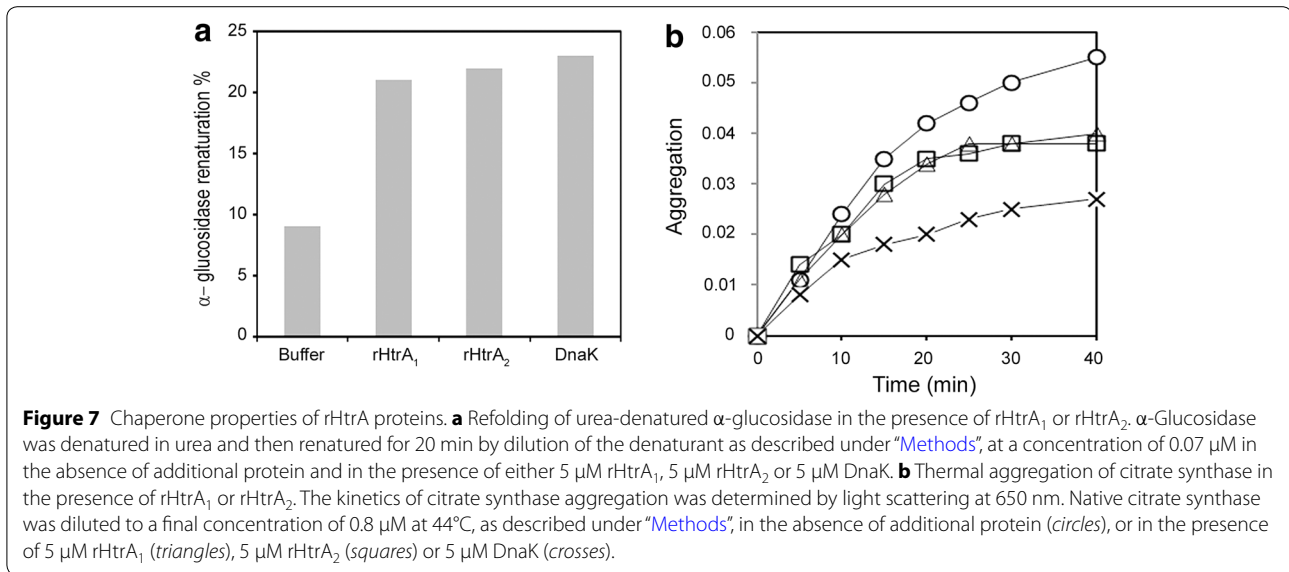 a
α– glucosidase renaturation %
25
20
15
10
5
0
Buffer rHtrA₁ rHtrA₂ DnaK
b
Aggregation
0.06
0.05
0.04
0.03
0.02
0.01
0
0 10 20 30 40
Time (min)
Figure 7 Chaperone properties of rHtrA proteins. a Refolding of urea-denatured α-glucosidase in the presence of rHtrA₁ or rHtrA₂. α-Glucosidase
was denatured in urea and then renatured for 20 min by dilution of the denaturant as described under “Methods”, at a concentration of 0.07 µM in
the absence of additional protein and in the presence of either 5 µM rHtrA₁, 5 µM rHtrA₂ or 5 µM DnaK. b Thermal aggregation of citrate synthase in
the presence of rHtrA₁ or rHtrA₂. The kinetics of citrate synthase aggregation was determined by light scattering at 650 nm. Native citrate synthase
was diluted to a final concentration of 0.8 µM at 44°C, as described under “Methods”, in the absence of additional protein (circles), or in the presence
of 5 µM rHtrA₁ (triangles), 5 µM rHtrA₂ (squares) or 5 µM DnaK (crosses).